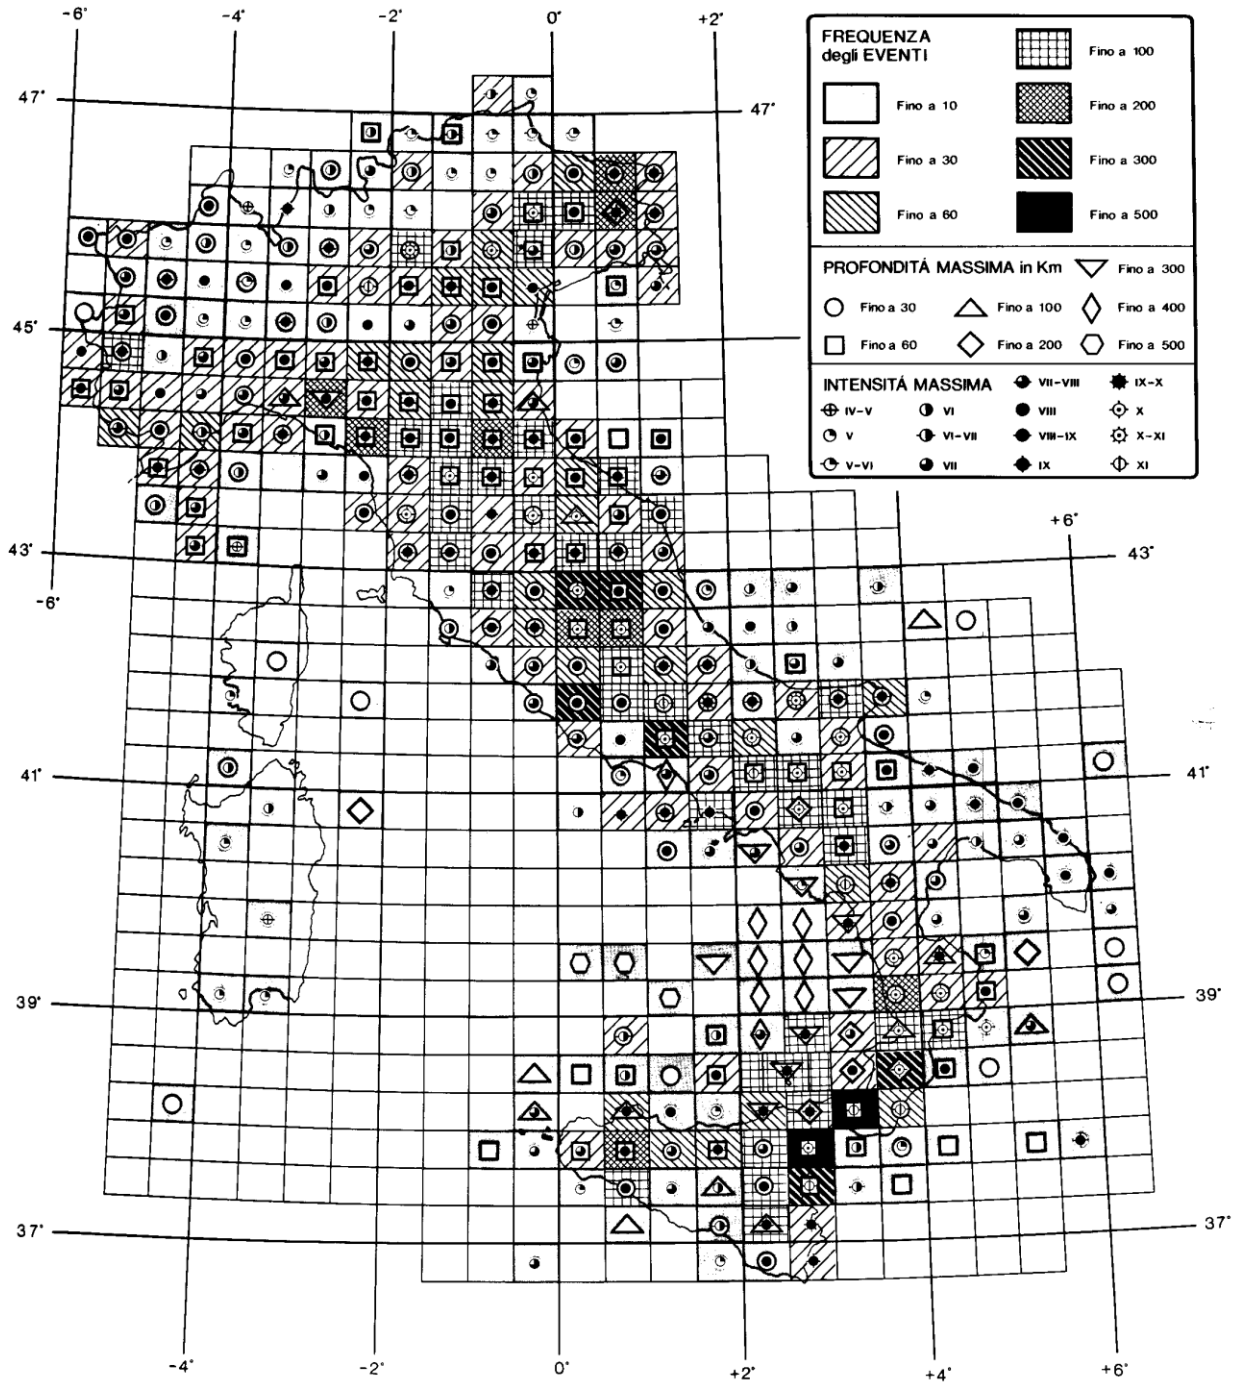 -6° -4° -2° 0° +2°
47° 47°
FREQUENZA
degli EVENTI
Fino a 100
Fino a 10
Fino a 200
Fino a 30
Fino a 300
Fino a 60
Fino a 500
PROFONDITÁ MASSIMA in Km
Fino a 300
Fino a 30
Fino a 100
Fino a 400
Fino a 60
Fino a 200
Fino a 500
INTENSITÁ MASSIMA
VII-VIII
IX-X
IV-V
VI
VIII
X
V
VI-VII
VIII-IX
X-XI
V-VI
VII
IX
XI
45°
+6°
43° 43°
-6°
41° 41°
39° 39°
37° 37°
-4° -2° 0° +2° +4° +6°